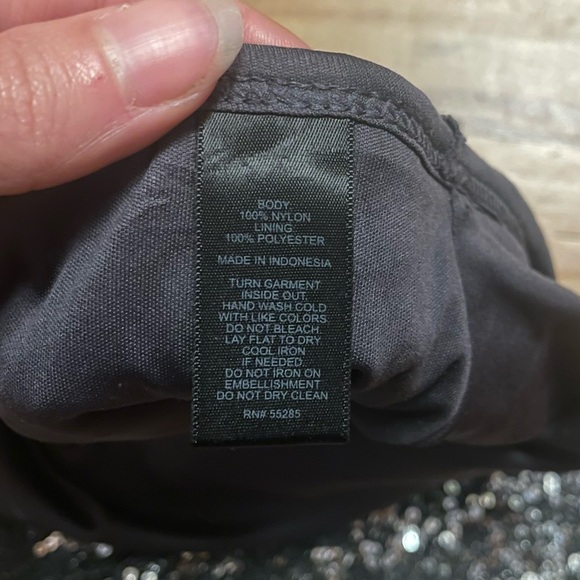 BODY:
100% NYLON
LINING:
100% POLYESTER
MADE IN INDONESIA
TURN GARMENT
INSIDE OUT.
HAND WASH COLD
WITH LIKE COLORS.
DO NOT BLEACH.
LAY FLAT TO DRY
COOL IRON
IF NEEDED.
DO NOT IRON ON
EMBELLISHMENT
DO NOT DRY CLEAN
RN# 55285